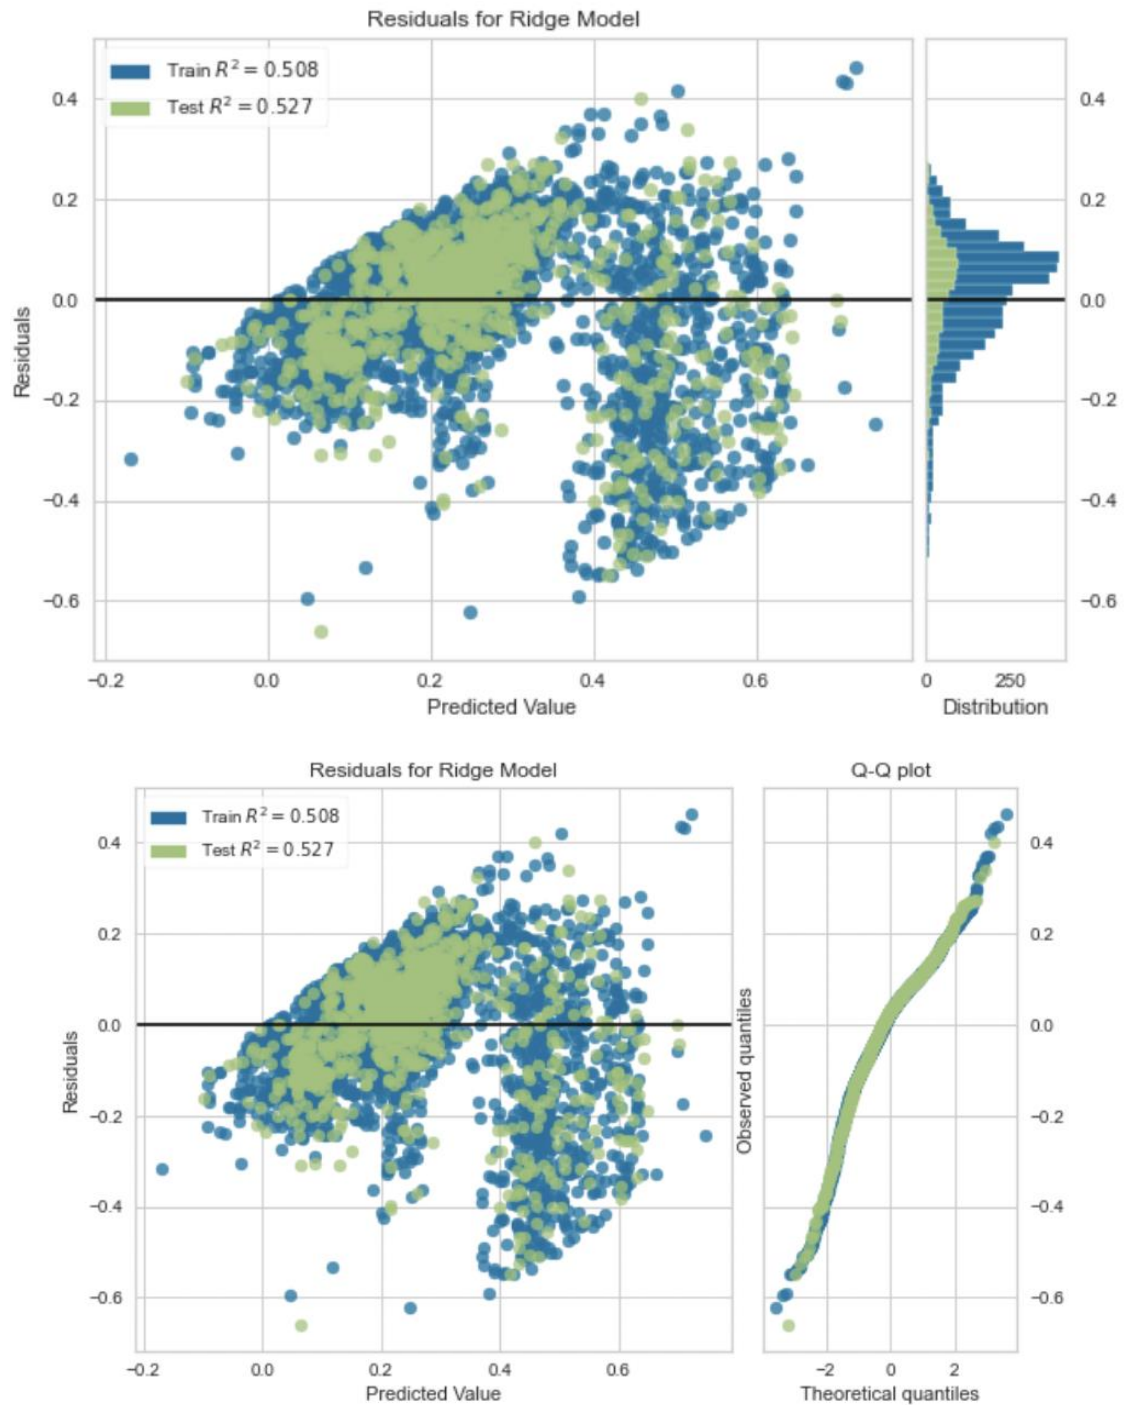 Residuals for Ridge Model
Train R² = 0.508
Test R² = 0.527
0.4
0.2
0.0
−0.2
−0.4
−0.6
Residuals
−0.2 0.0 0.2 0.4 0.6
Predicted Value
0.4
0.2
0.0
−0.2
−0.4
−0.6
0 250
Distribution
Residuals for Ridge Model
Train R² = 0.508
Test R² = 0.527
0.4
0.2
0.0
−0.2
−0.4
−0.6
Residuals
−0.2 0.0 0.2 0.4 0.6
Predicted Value
Q-Q plot
Observed quantiles
0.4
0.2
0.0
−0.2
−0.4
−0.6
−2 0 2
Theoretical quantiles